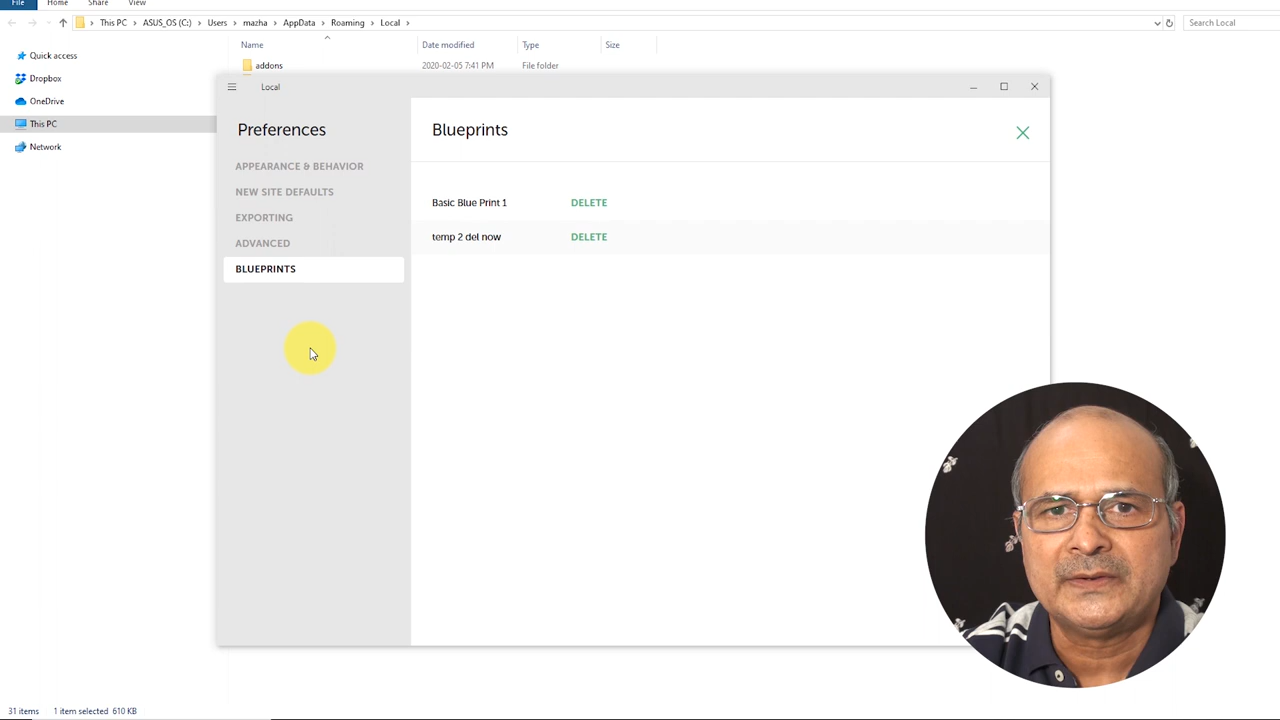 File Home Share View
This PC > ASUS_OS (C:) > Users > mazha > AppData > Roaming > Local >
Search Local
Name Date modified Type Size
Quick access
addons 2020-02-05 7:41 PM File folder
Dropbox
OneDrive
This PC
Network
Local
Preferences
APPEARANCE & BEHAVIOR
NEW SITE DEFAULTS
EXPORTING
ADVANCED
BLUEPRINTS
Blueprints
Basic Blue Print 1 DELETE
temp 2 del now DELETE
31 items 1 item selected 610 KB